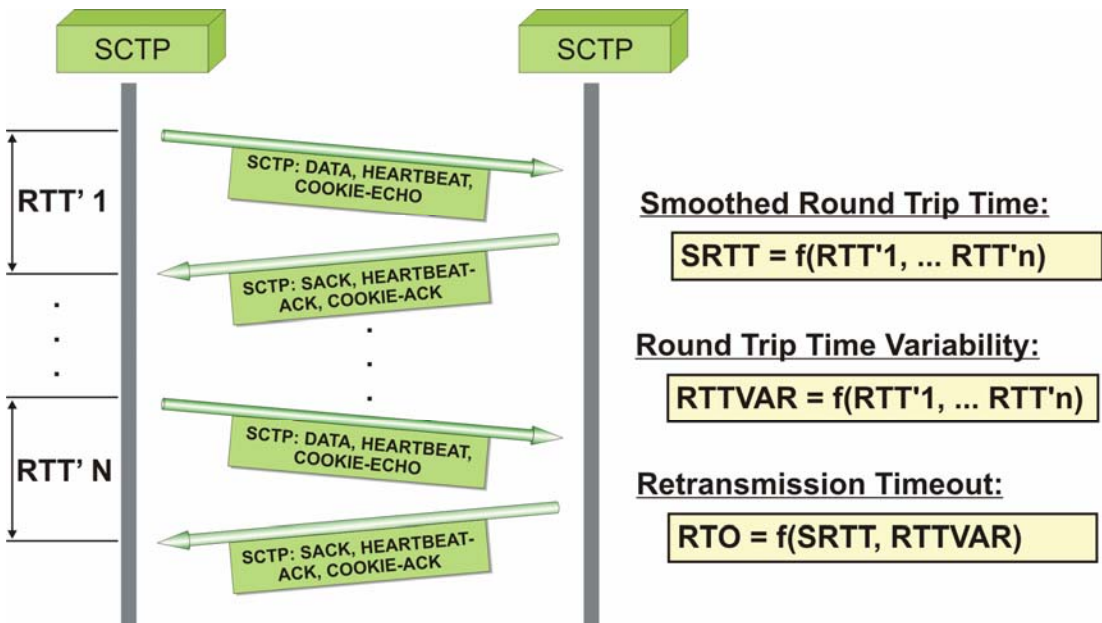 SCTP
SCTP
RTT' 1
SCTP: DATA, HEARTBEAT,
COOKIE-ECHO
SCTP: SACK, HEARTBEAT-
ACK, COOKIE-ACK
RTT' N
SCTP: DATA, HEARTBEAT,
COOKIE-ECHO
SCTP: SACK, HEARTBEAT-
ACK, COOKIE-ACK
Smoothed Round Trip Time:
SRTT = f(RTT'1, ... RTT'n)
Round Trip Time Variability:
RTTVAR = f(RTT'1, ... RTT'n)
Retransmission Timeout:
RTO = f(SRTT, RTTVAR)